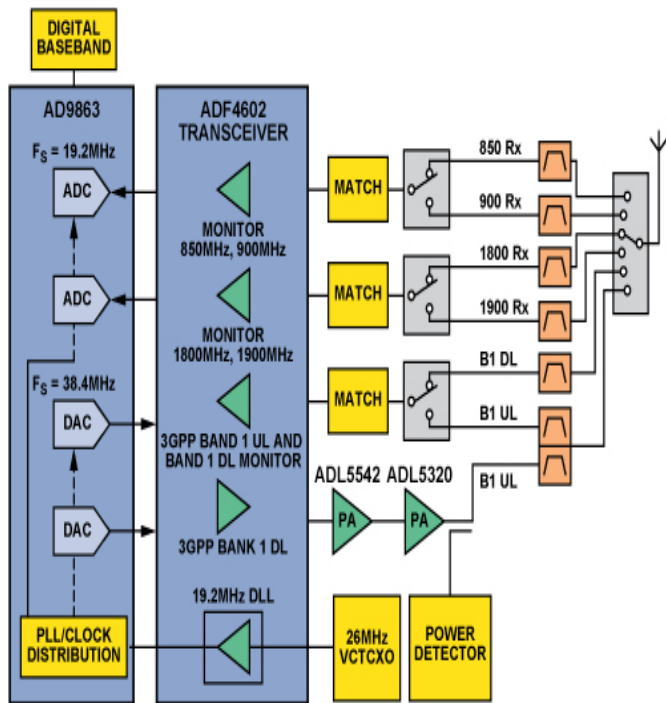 DIGITAL
BASEBAND
AD9863
FS = 19.2MHz
ADC
ADC
FS = 38.4MHz
DAC
DAC
PLL/CLOCK
DISTRIBUTION
ADF4602
TRANSCEIVER
MONITOR
850MHz, 900MHz
MONITOR
1800MHz, 1900MHz
3GPP BAND 1 UL AND
BAND 1 DL MONITOR
3GPP BANK 1 DL
19.2MHz DLL
MATCH
MATCH
MATCH
850 Rx
900 Rx
1800 Rx
1900 Rx
B1 DL
B1 UL
B1 UL
ADL5542
ADL5320
PA
PA
26MHz
VCTCXO
POWER
DETECTOR